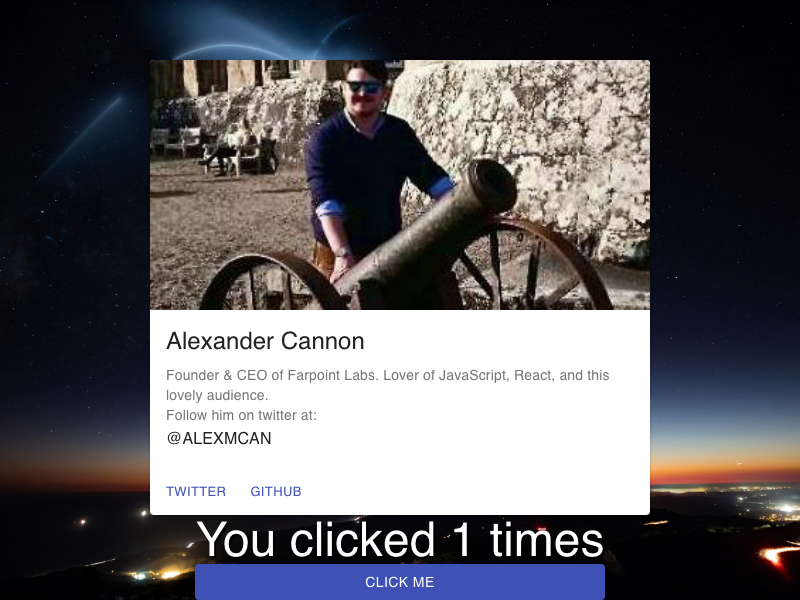 Alexander Cannon
Founder & CEO of Farpoint Labs. Lover of JavaScript, React, and this
lovely audience.
Follow him on twitter at:
@ALEXMCAN
TWITTER GITHUB
You clicked 1 times
CLICK ME